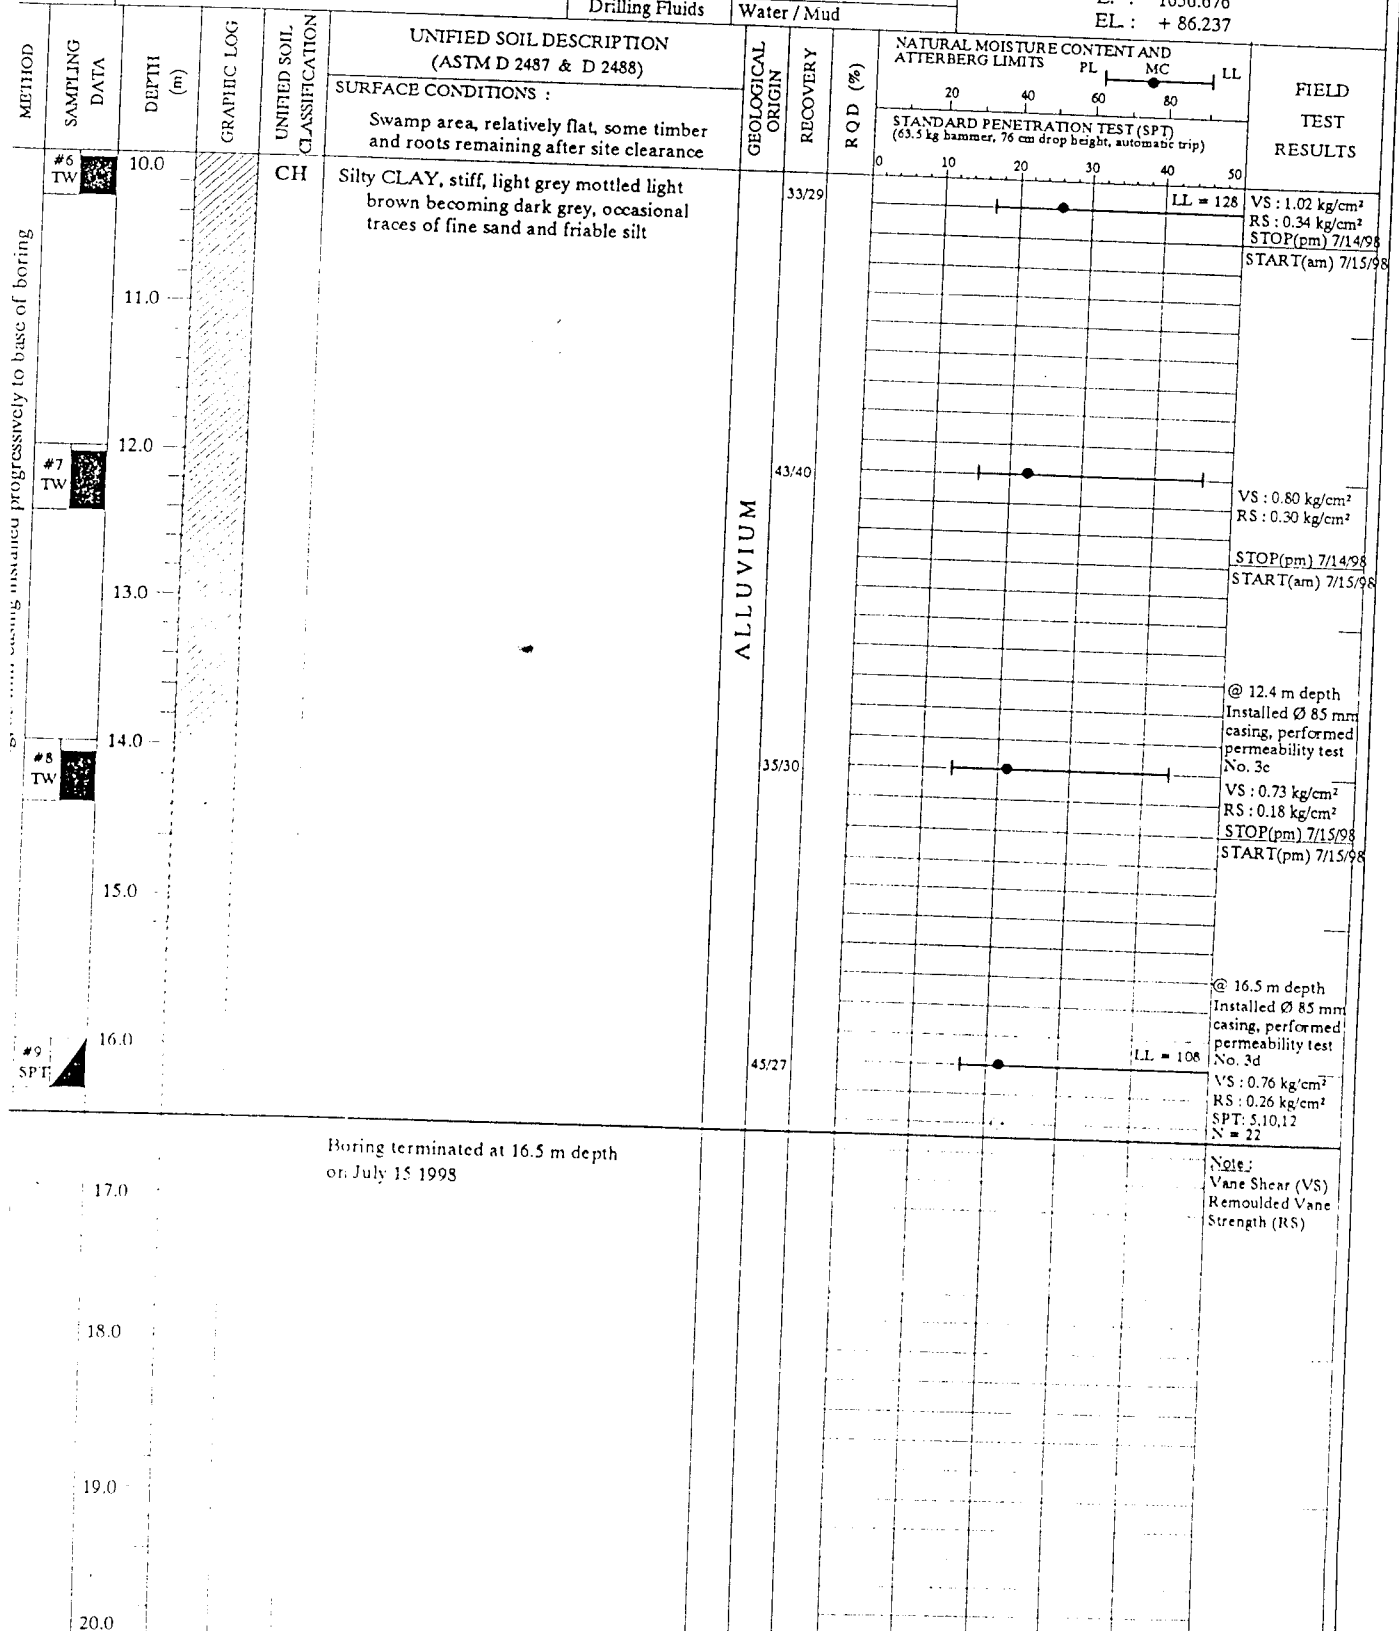 Drilling Fluids
Water / Mud
1056.676
EL : + 86.237
METHOD
SAMPLING DATA
DEPTH (m)
GRAPHIC LOG
UNIFIED SOIL CLASSIFICATION
UNIFIED SOIL DESCRIPTION
(ASTM D 2487 & D 2488)
SURFACE CONDITIONS :
Swamp area, relatively flat, some timber
and roots remaining after site clearance
GEOLOGICAL ORIGIN
RECOVERY
RQD (%)
NATURAL MOISTURE CONTENT AND
ATTERBERG LIMITS PL MC LL
20 40 60 80
STANDARD PENETRATION TEST (SPT)
(63.5 kg hammer, 76 cm drop height, automatic trip)
0 10 20 30 40 50
FIELD
TEST
RESULTS
casing installed progressively to base of boring
#6
TW
10.0
CH
Silty CLAY, stiff, light grey mottled light
brown becoming dark grey, occasional
traces of fine sand and friable silt
33/29
LL = 128
VS : 1.02 kg/cm²
RS : 0.34 kg/cm²
STOP(pm) 7/14/98
START(am) 7/15/98
11.0
12.0
#7
TW
43/40
VS : 0.80 kg/cm²
RS : 0.30 kg/cm²
STOP(pm) 7/14/98
START(am) 7/15/98
ALLUVIUM
13.0
@ 12.4 m depth
Installed Ø 85 mm
casing, performed
permeability test
No. 3c
14.0
#8
TW
35/30
VS : 0.73 kg/cm²
RS : 0.18 kg/cm²
STOP(pm) 7/15/98
START(pm) 7/15/98
15.0
@ 16.5 m depth
Installed Ø 85 mm
casing, performed
permeability test
No. 3d
16.0
#9
SPT
45/27
LL = 108
VS : 0.76 kg/cm²
RS : 0.26 kg/cm²
SPT: 5,10,12
N = 22
Boring terminated at 16.5 m depth
on July 15 1998
Note :
Vane Shear (VS)
Remoulded Vane
Strength (RS)
17.0
18.0
19.0
20.0